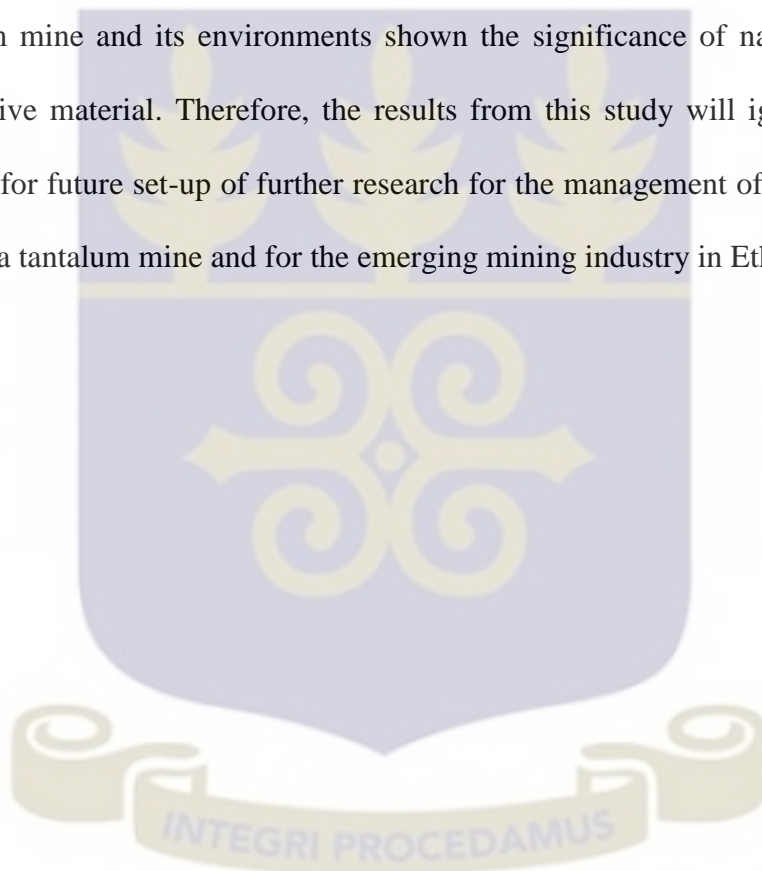 n mine and its environments shown the significance of na
ive material. Therefore, the results from this study will ig
for future set-up of further research for the management of
a tantalum mine and for the emerging mining industry in Et
INTEGRI PROCEDAMUS